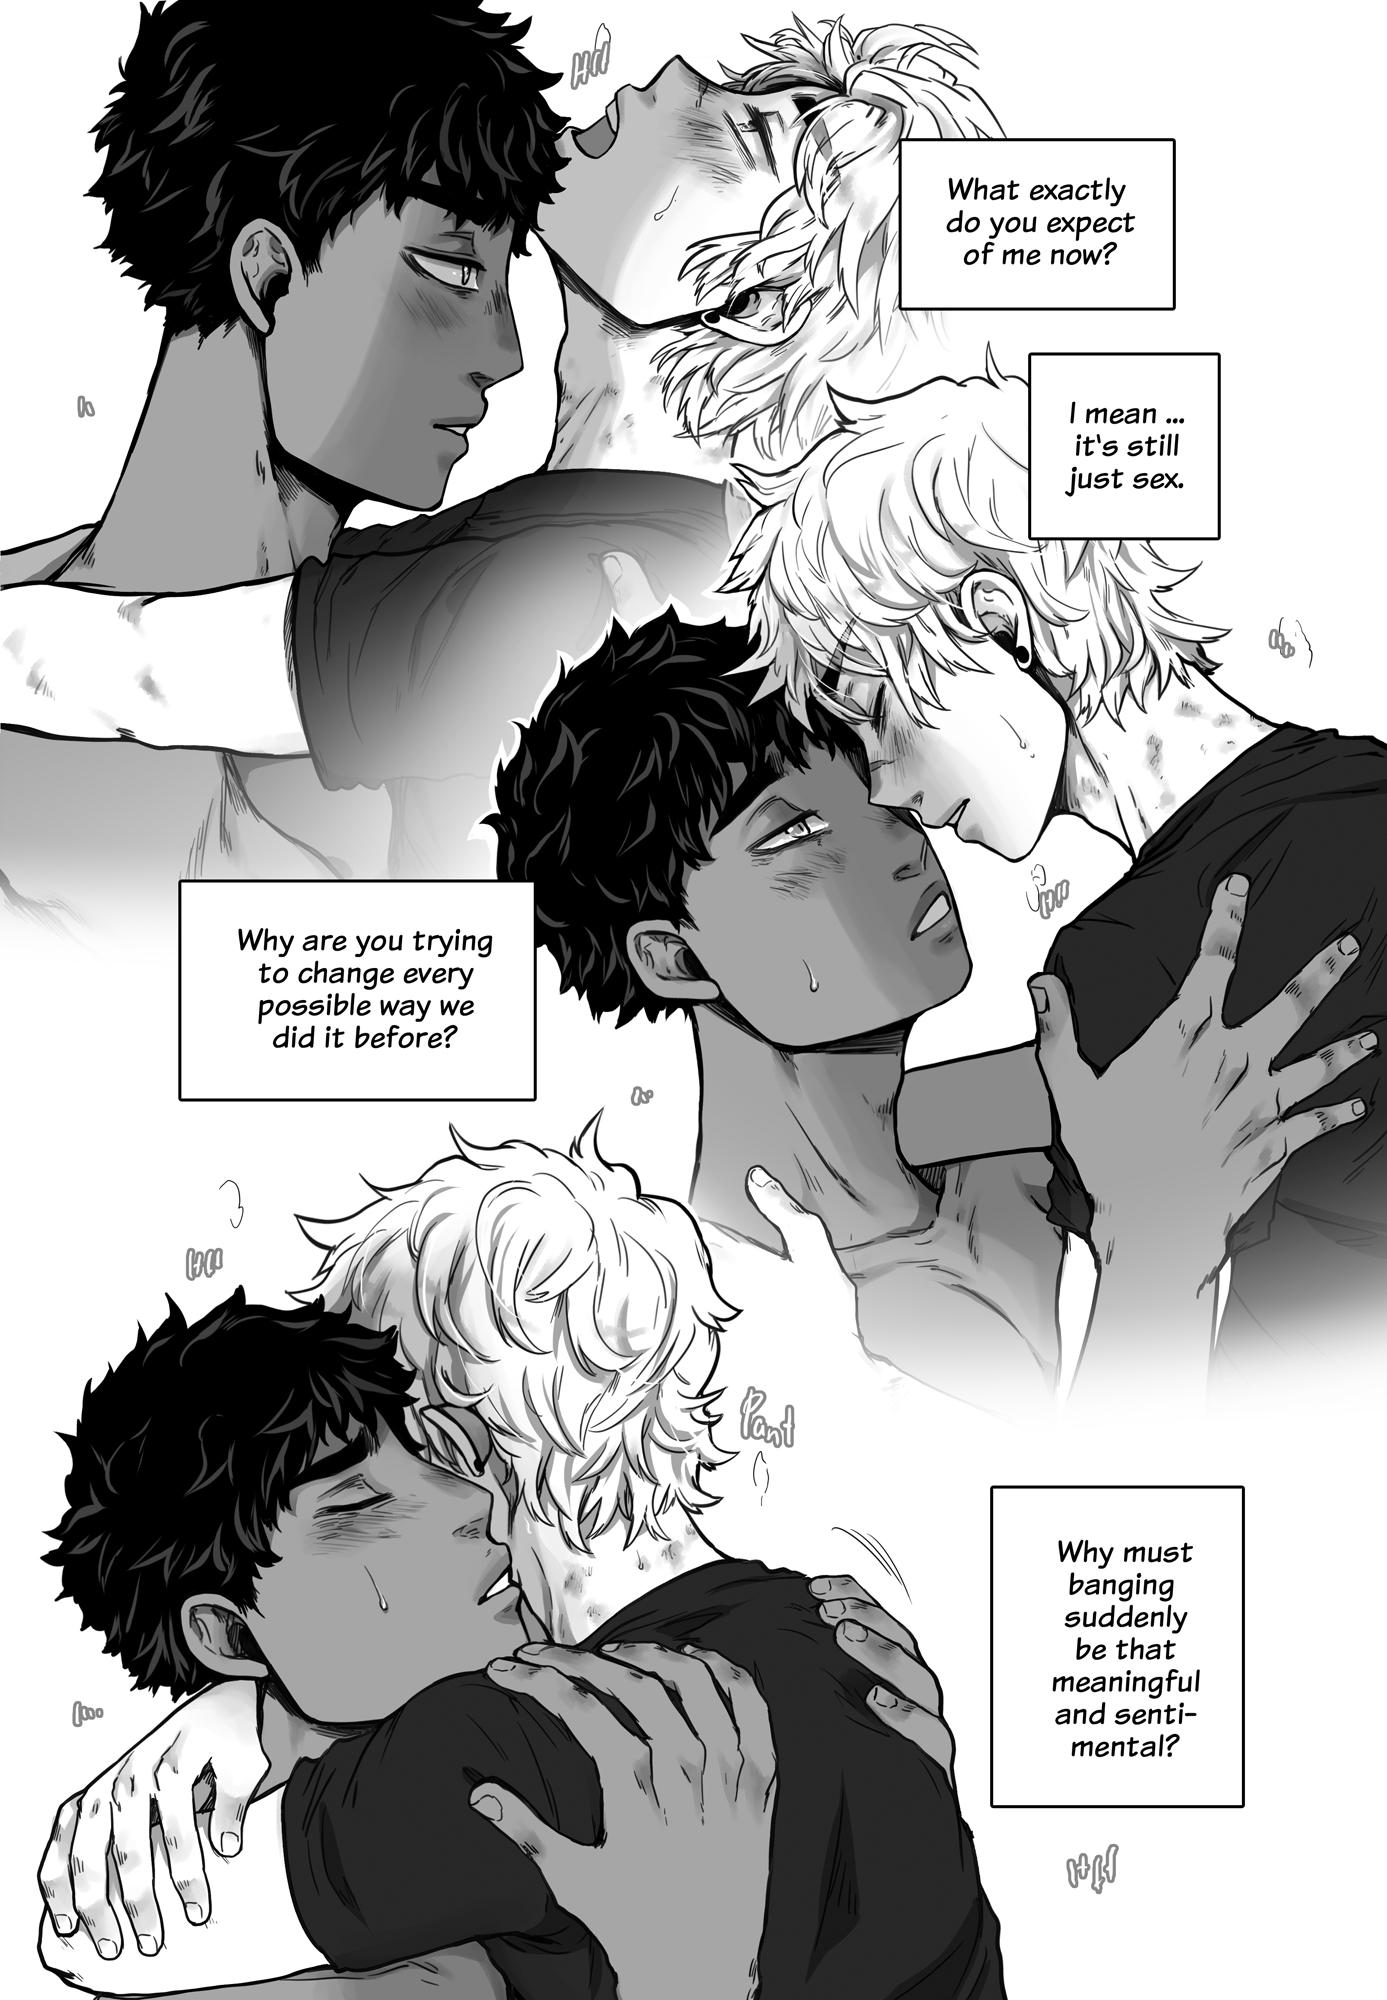 What exactly
do you expect
of me now?
I mean ...
it's still
just sex.
Why are you trying
to change every
possible way we
did it before?
Pant
Why must
banging
suddenly
be that
meaningful
and senti-
mental?